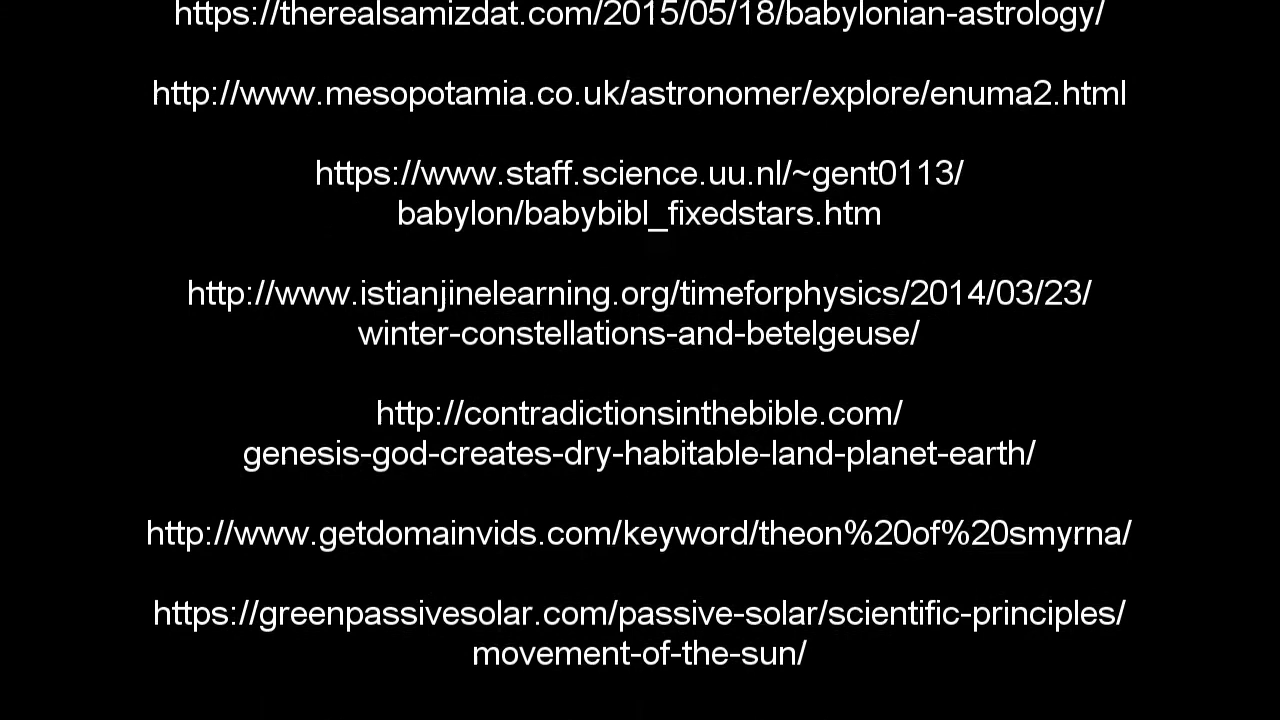 https://therealsamizdat.com/2015/05/18/babylonian-astrology/
http://www.mesopotamia.co.uk/astronomer/explore/enuma2.html
https://www.staff.science.uu.nl/~gent0113/
babylon/babybibl_fixedstars.htm
http://www.istianjinelearning.org/timeforphysics/2014/03/23/
winter-constellations-and-betelgeuse/
http://contradictionsinthebible.com/
genesis-god-creates-dry-habitable-land-planet-earth/
http://www.getdomainvids.com/keyword/theon%20of%20smyrna/
https://greenpassivesolar.com/passive-solar/scientific-principles/
movement-of-the-sun/